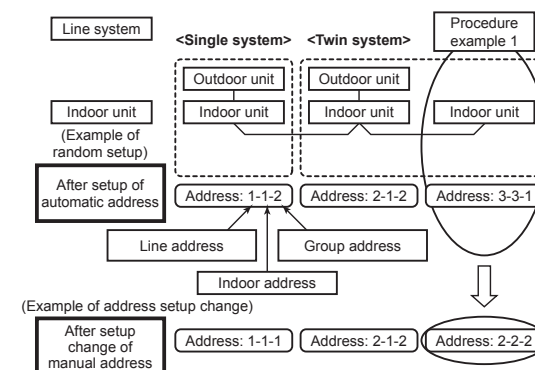 Line system
<Single system>
<Twin system>
Procedure
example 1
Outdoor unit
Outdoor unit
Indoor unit
Indoor unit
Indoor unit
Indoor unit
(Example of
random setup)
After setup of
automatic address
Address: 1-1-2
Address: 2-1-2
Address: 3-3-1
Line address
Group address
Indoor address
(Example of address setup change)
After setup
change of
manual address
Address: 1-1-1
Address: 2-1-2
Address: 2-2-2